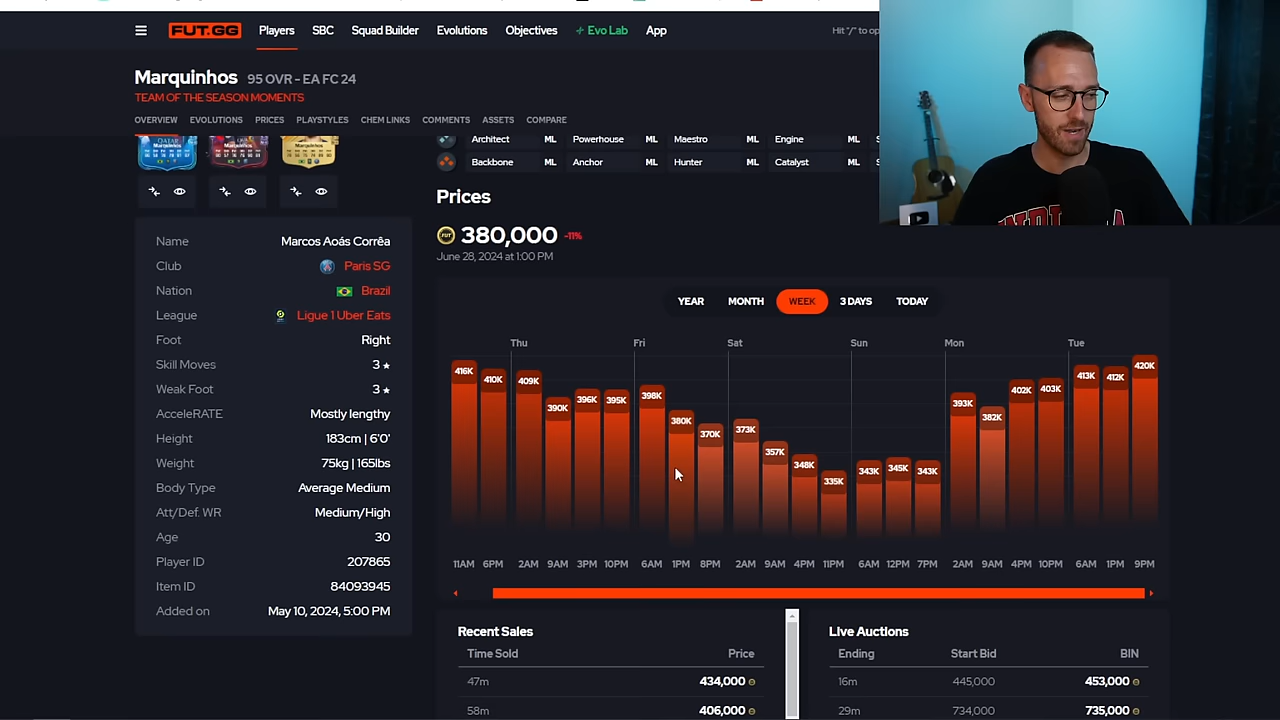 FUT.GG Players SBC Squad Builder Evolutions Objectives + Evo Lab App Hit "/" to op
Marquinhos 95 OVR - EA FC 24
TEAM OF THE SEASON MOMENTS
OVERVIEW EVOLUTIONS PRICES PLAYSTYLES CHEM LINKS COMMENTS ASSETS COMPARE
Marquinhos Marquinhos Marquinhos
Architect ML Powerhouse ML Maestro ML Engine ML S
Backbone ML Anchor ML Hunter ML Catalyst ML S
Prices
380,000 -11%
June 28, 2024 at 1:00 PM
Name Marcos Aoás Corrêa
Club Paris SG
Nation Brazil
League Ligue 1 Uber Eats
Foot Right
Skill Moves 3
Weak Foot 3
AcceleRATE Mostly lengthy
Height 183cm | 6'0'
Weight 75kg | 165lbs
Body Type Average Medium
Att/Def. WR Medium/High
Age 30
Player ID 207865
Item ID 84093945
Added on May 10, 2024, 5:00 PM
YEAR MONTH WEEK 3 DAYS TODAY
Thu Fri Sat Sun Mon Tue
416K 410K 409K 390K 396K 395K 398K 380K 370K 373K 357K 348K 335K 343K 345K 343K 393K 382K 402K 403K 413K 412K 420K
11AM 6PM 2AM 9AM 3PM 10PM 6AM 1PM 8PM 2AM 9AM 4PM 11PM 6AM 12PM 7PM 2AM 9AM 4PM 10PM 6AM 1PM 9PM
Recent Sales
Time Sold Price
47m 434,000
58m 406,000
Live Auctions
Ending Start Bid BIN
16m 445,000 453,000
29m 734,000 735,000